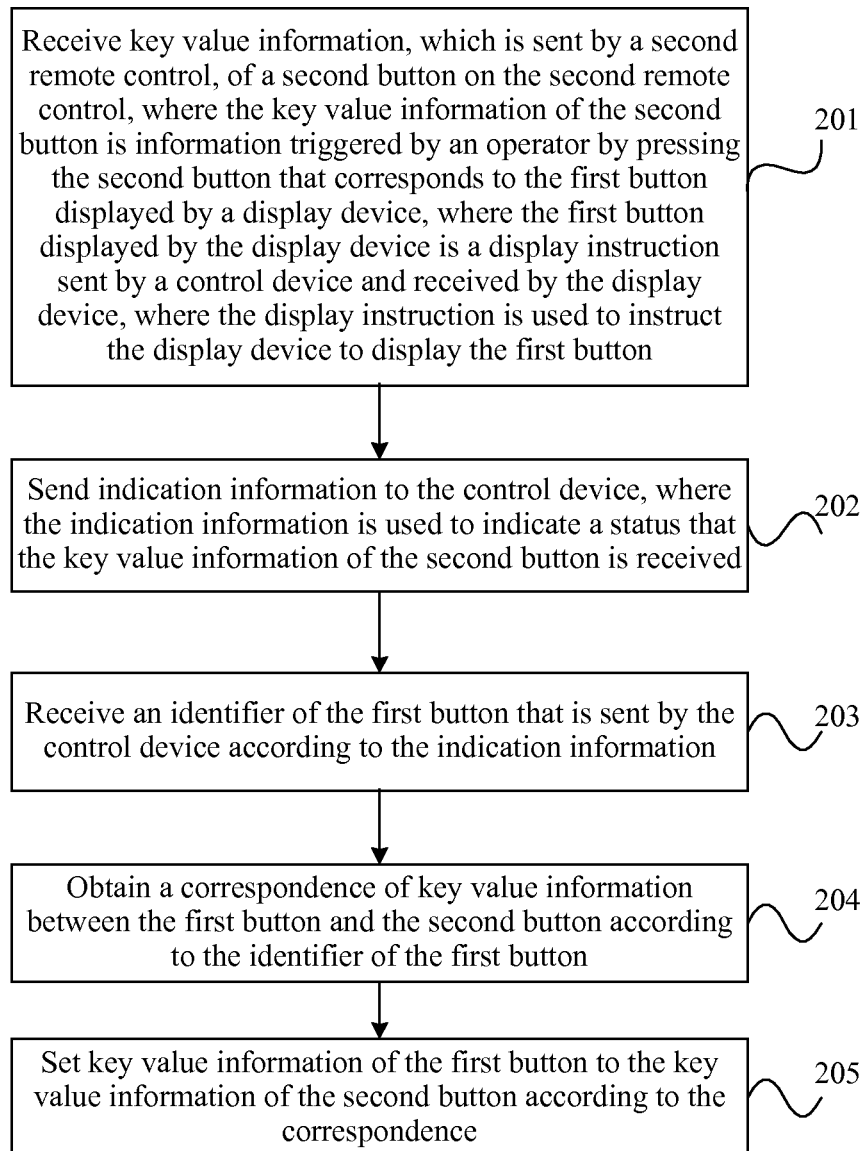 Receive key value information, which is sent by a second
remote control, of a second button on the second remote
control, where the key value information of the second
button is information triggered by an operator by pressing
the second button that corresponds to the first button
displayed by a display device, where the first button
displayed by the display device is a display instruction
sent by a control device and received by the display
device, where the display instruction is used to instruct
the display device to display the first button
201
Send indication information to the control device, where
the indication information is used to indicate a status that
the key value information of the second button is received
202
Receive an identifier of the first button that is sent by the
control device according to the indication information
203
Obtain a correspondence of key value information
between the first button and the second button according
to the identifier of the first button
204
Set key value information of the first button to the key
value information of the second button according to the
correspondence
205